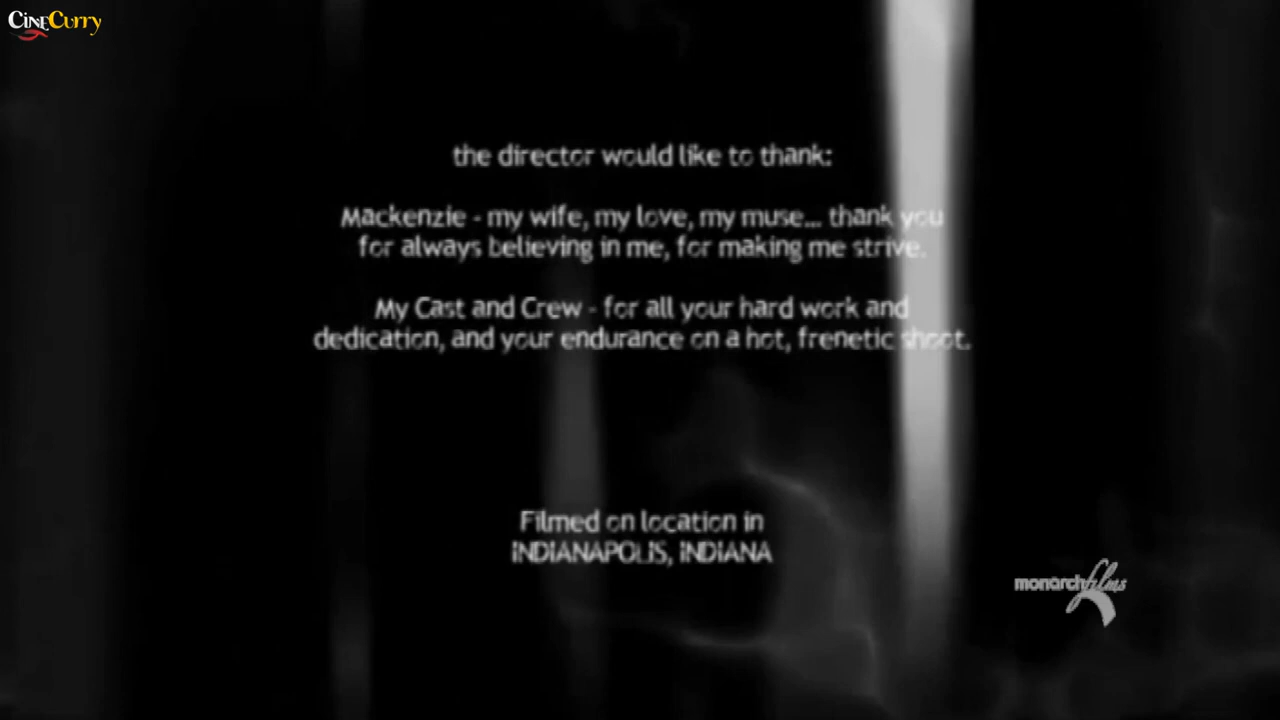 CineCurry
the director would like to thank:
Mackenzie - my wife, my love, my muse... thank you
for always believing in me, for making me strive.
My Cast and Crew - for all your hard work and
dedication, and your endurance on a hot, frenetic shoot.
Filmed on location in
INDIANAPOLIS, INDIANA
monarchfilms